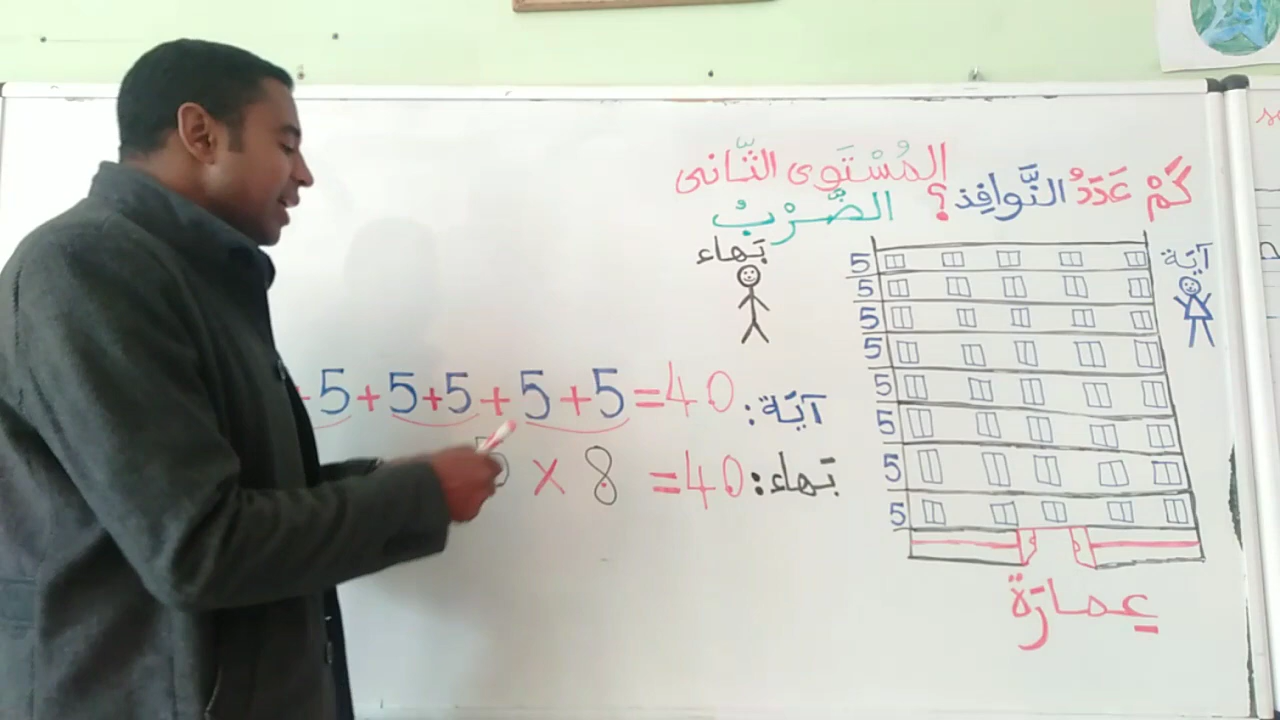 المُسْتَوى الثّانى
كَمْ عَدَدُ النَّوافِذ؟
الضَّرْبُ
بَهاء
آيَة
5
5
5
5
5
5
5
5
آيَة: 5+5+5+5+5=40
بَهاء: 5 × 8 =40
عِمارَة